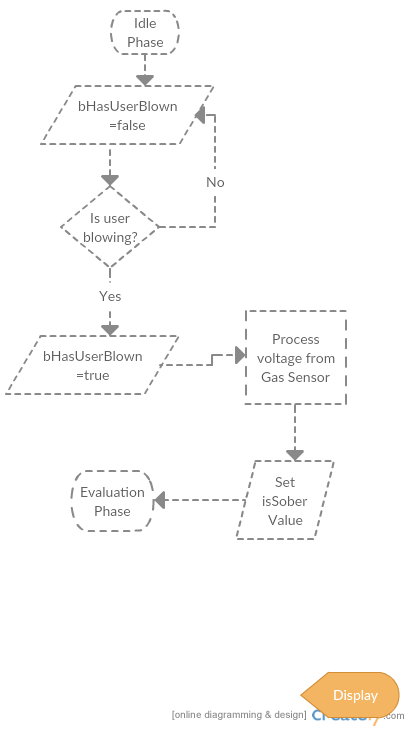 Idle
Phase
bHasUserBlown
=false
No
Is user
blowing?
Yes
bHasUserBlown
=true
Process
voltage from
Gas Sensor
Set
isSober
Value
Evaluation
Phase
Display
[online diagramming & design]
.com